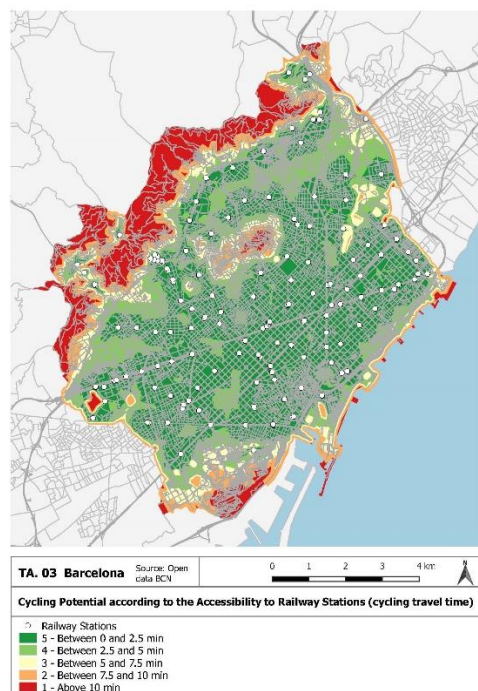 TA. 03 Barcelona
Source: Open
data BCN
0 1 2 3 4 km
N
Cycling Potential according to the Accessibility to Railway Stations (cycling travel time)
Railway Stations
5 - Between 0 and 2.5 min
4 - Between 2.5 and 5 min
3 - Between 5 and 7.5 min
2 - Between 7.5 and 10 min
1 - Above 10 min